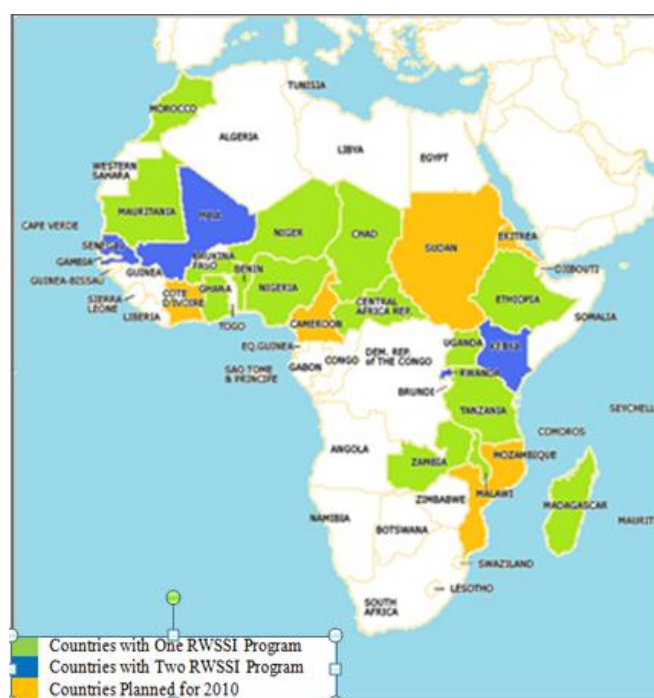 TUNISIA
MOROCCO
ALGERIA
LIBYA
EGYPT
WESTERN
SAHARA
MAURITANIA
CAPE VERDE
NIGER
CHAD
SUDAN
ERITREA
SENEGAL
GAMBIA
GUINEA-BISSAU
GUINEA
BURKINA
FASO
BENIN
DJIBOUTI
SIERRA
LEONE
LIBERIA
COTE
D'IVOIRE
GHANA
TOGO
NIGERIA
CENTRAL
AFRICA REP.
ETHIOPIA
SOMALIA
CAMEROON
EQ.GUINEA
SAO TOME
& PRINCIPE
GABON
CONGO
DEM. REP.
of THE CONGO
UGANDA
KENYA
RWANDA
BRUNDI
TANZANIA
SEYCHELL
COMOROS
ANGOLA
ZAMBIA
MALAWI
MOZAMBIQUE
ZIMBABWE
MADAGASCAR
MAURIT
NAMIBIA
BOTSWANA
SWAZILAND
LESOTHO
SOUTH
AFRICA
Countries with One RWSSI Program
Countries with Two RWSSI Program
Countries Planned for 2010